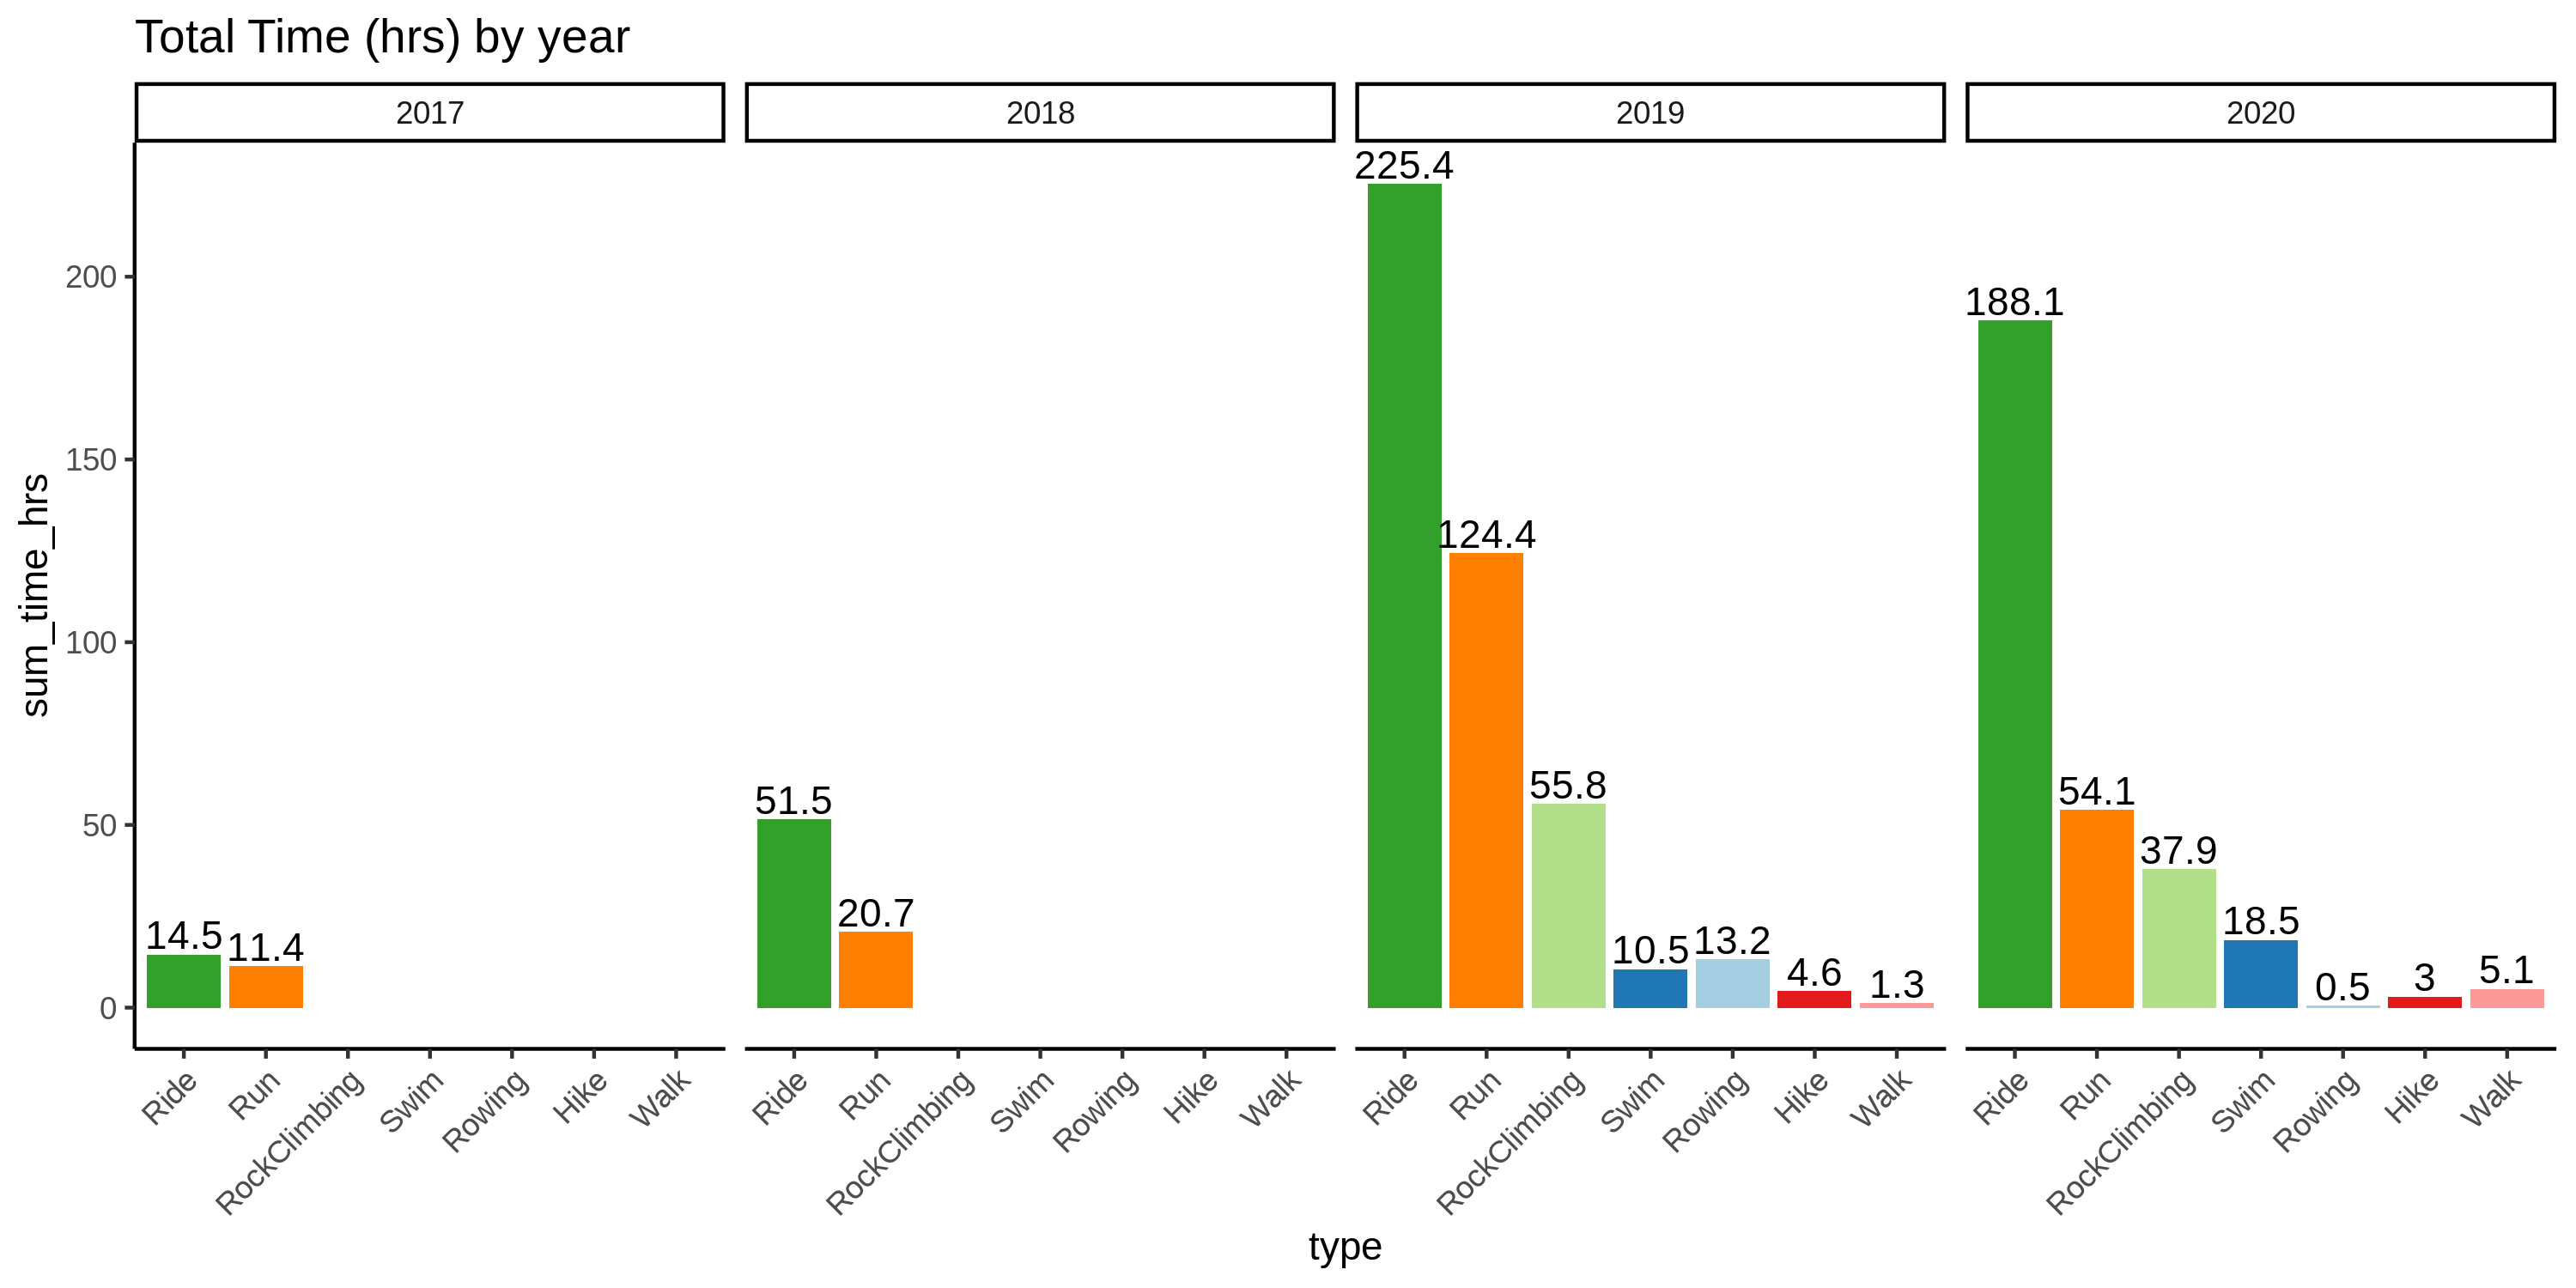 Total Time (hrs) by year
2017 2018 2019 2020
sum_time_hrs
200
150
100
50
0
14.5 11.4
51.5 20.7
225.4 124.4 55.8 10.5 13.2 4.6 1.3
188.1 54.1 37.9 18.5 0.5 3 5.1
Ride Run RockClimbing Swim Rowing Hike Walk
Ride Run RockClimbing Swim Rowing Hike Walk
Ride Run RockClimbing Swim Rowing Hike Walk
Ride Run RockClimbing Swim Rowing Hike Walk
type